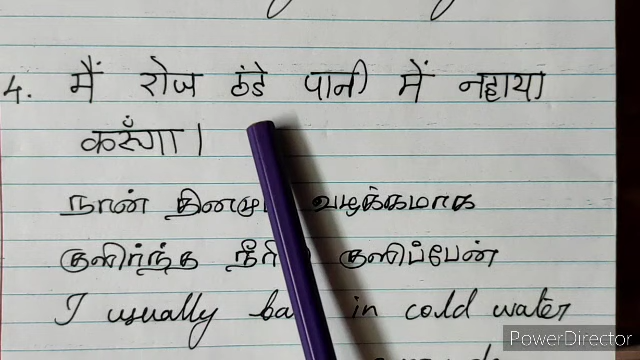 4. मैं रोज ठंडे पानी में नहाया
करूँगा।
நான் வழக்கமாக
குளிர்ந்த குளிப்பேன்
I usually in cold water
PowerDirector